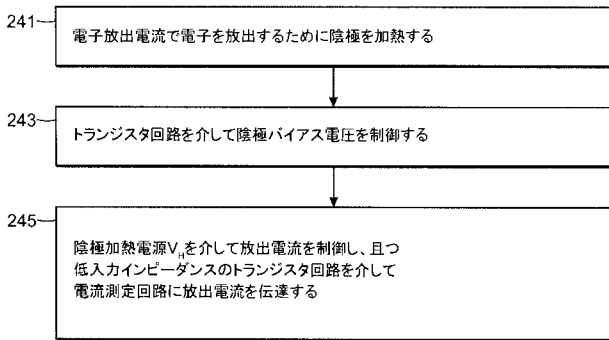 241
電子放出電流で電子を放出するために陰極を加熱する
243
トランジスタ回路を介して陰極バイアス電圧を制御する
245
陰極加熱電源VHを介して放出電流を制御し、且つ
低入力インピーダンスのトランジスタ回路を介して
電流測定回路に放出電流を伝達する